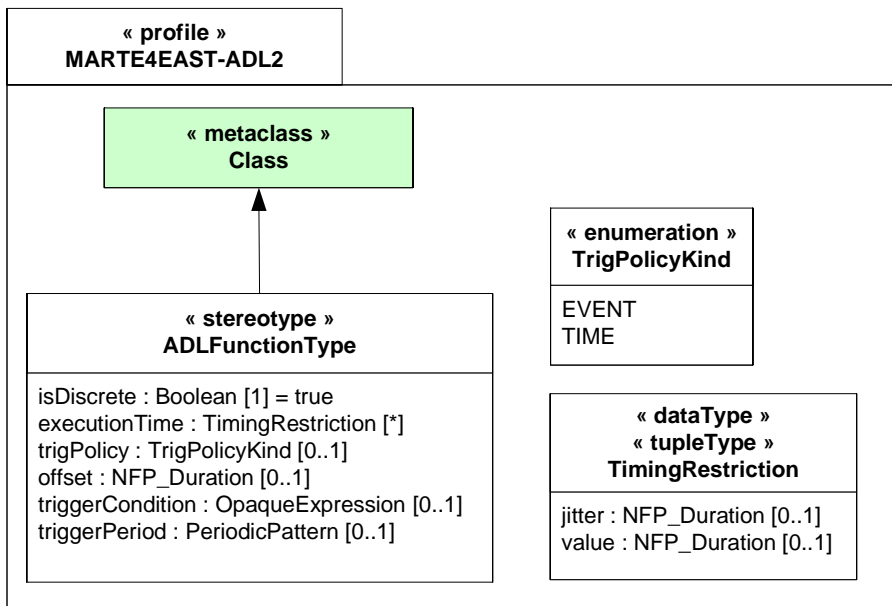 « profile »
MARTE4EAST-ADL2
« metaclass »
Class
« stereotype »
ADLFunctionType
isDiscrete : Boolean [1] = true
executionTime : TimingRestriction [*]
trigPolicy : TrigPolicyKind [0..1]
offset : NFP_Duration [0..1]
triggerCondition : OpaqueExpression [0..1]
triggerPeriod : PeriodicPattern [0..1]
« enumeration »
TrigPolicyKind
EVENT
TIME
« dataType »
« tupleType »
TimingRestriction
jitter : NFP_Duration [0..1]
value : NFP_Duration [0..1]